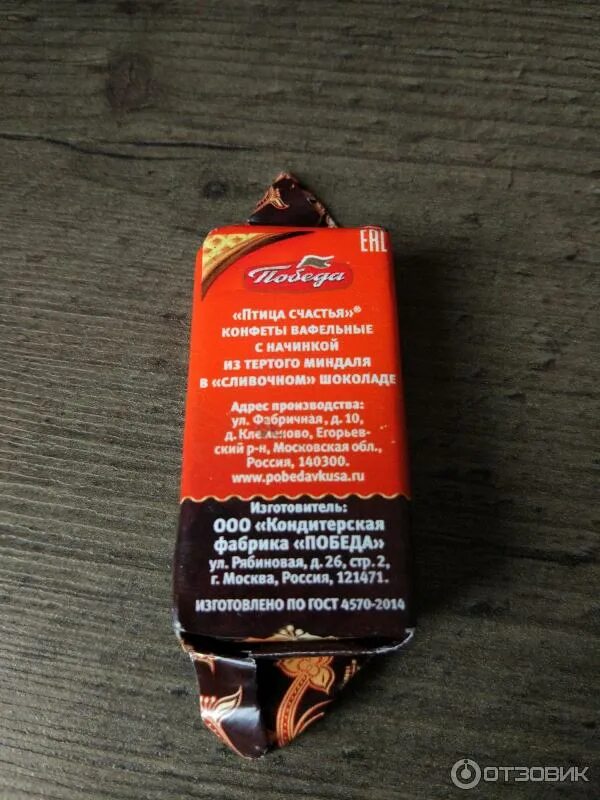 EAC
Победа
«Птица счастья»®
конфеты вафельные
с начинкой
из тертого миндаля
в «сливочном» шоколаде
Адрес производства:
ул. Фабричная, д. 10,
д. Клеменово, Егорьев-
ский р-н, Московская обл.,
Россия, 140300.
www.pobedavkusa.ru
Изготовитель:
ООО «Кондитерская
фабрика «ПОБЕДА»
ул. Рябиновая, д. 26, стр. 2,
г. Москва, Россия, 121471.
ИЗГОТОВЛЕНО ПО ГОСТ 4570-2014
ОТЗОВИК